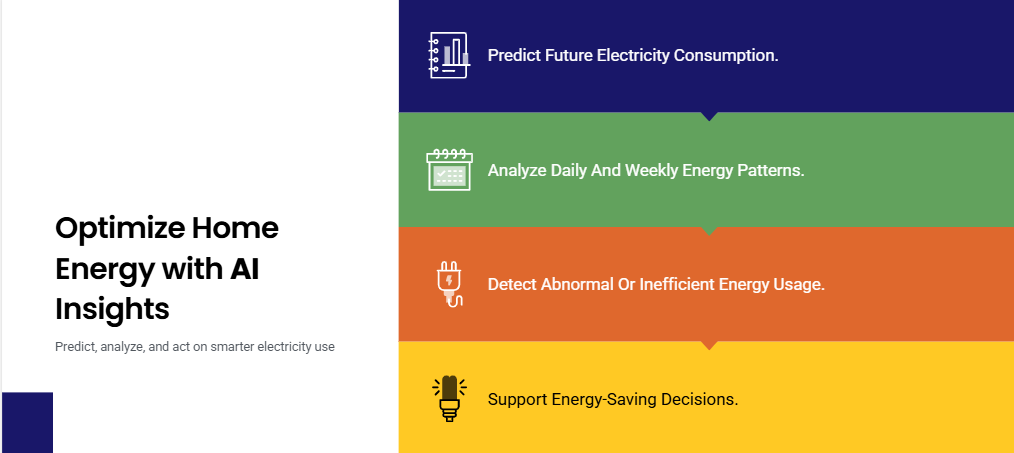 Optimize Home
Energy with AI
Insights
Predict, analyze, and act on smarter electricity use
Predict Future Electricity Consumption.
Analyze Daily And Weekly Energy Patterns.
Detect Abnormal Or Inefficient Energy Usage.
Support Energy-Saving Decisions.